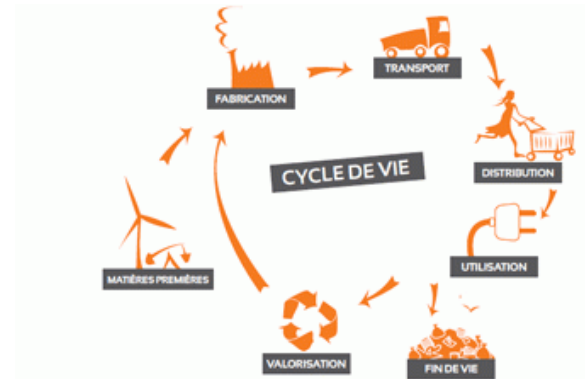 TRANSPORT
FABRICATION
CYCLE DE VIE
DISTRIBUTION
UTILISATION
MATIÈRES PREMIÈRES
VALORISATION
FIN DE VIE